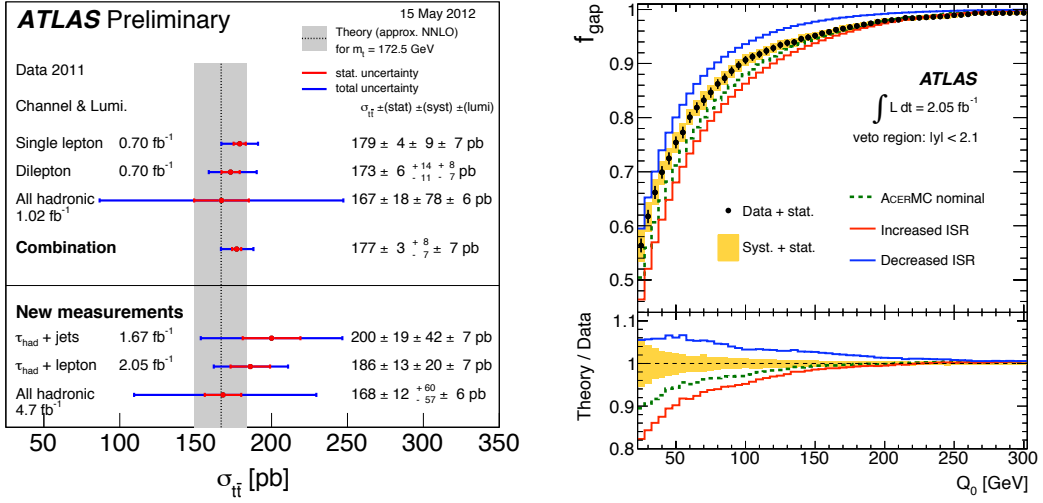 ATLAS Preliminary
15 May 2012
Theory (approx. NNLO)
for mt = 172.5 GeV
stat. uncertainty
total uncertainty
Data 2011
Channel & Lumi.
σtt̄ ±(stat) ±(syst) ±(lumi)
Single lepton 0.70 fb-1 179 ± 4 ± 9 ± 7 pb
Dilepton 0.70 fb-1 173 ± 6 +14 -11 +8 -7 pb
All hadronic
1.02 fb-1
167 ± 18 ± 78 ± 6 pb
Combination 177 ± 3 +8 -7 ± 7 pb
New measurements
τhad + jets 1.67 fb-1 200 ± 19 ± 42 ± 7 pb
τhad + lepton 2.05 fb-1 186 ± 13 ± 20 ± 7 pb
All hadronic
4.7 fb-1
168 ± 12 +60 -57 ± 6 pb
50 100 150 200 250 300 350
σtt̄ [pb]
fgap
1
0.9
0.8
0.7
0.6
0.5
ATLAS
∫ L dt = 2.05 fb-1
veto region: |y| < 2.1
Data + stat.
Syst. + stat.
ACERMC nominal
Increased ISR
Decreased ISR
Theory / Data
1.1
1
0.9
0.8
50 100 150 200 250 300
Q0 [GeV]